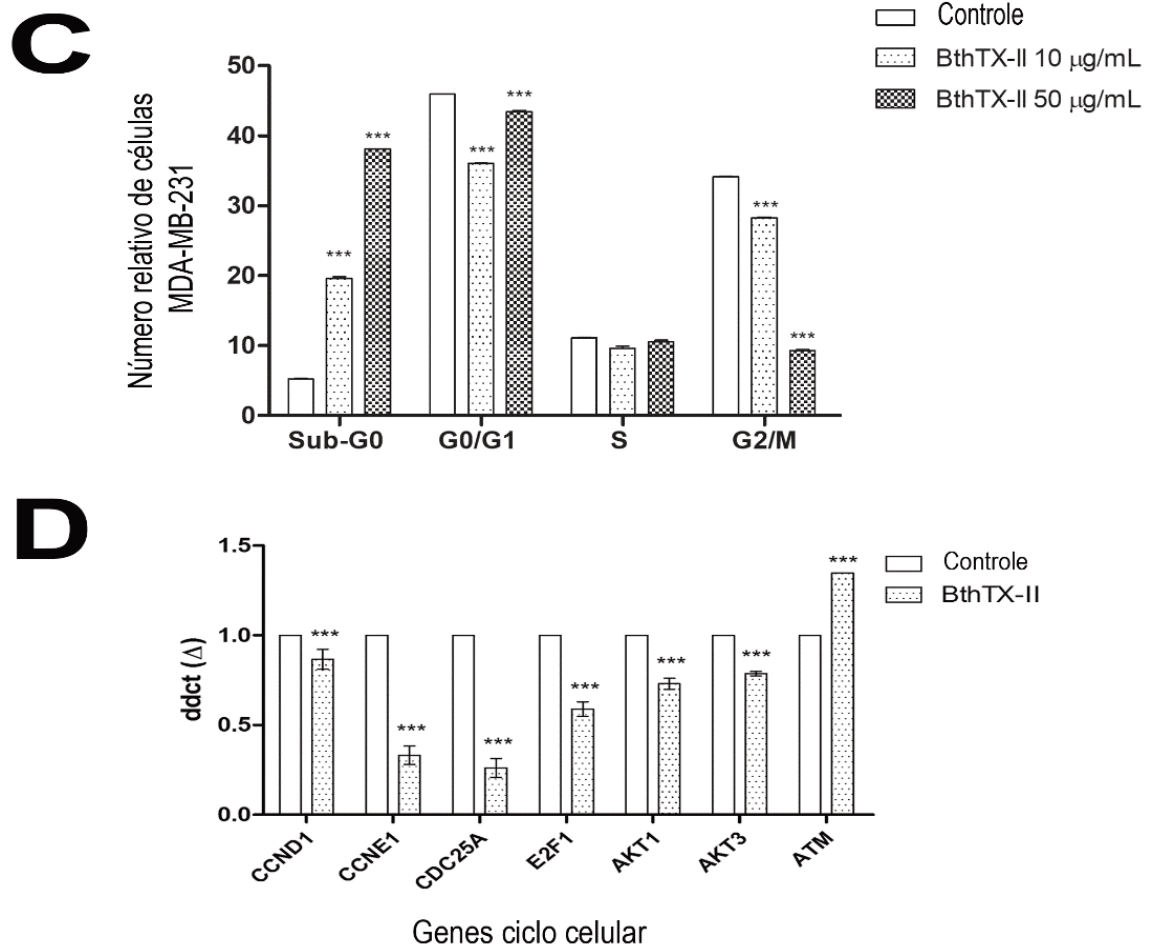 C
Controle
BthTX-II 10 µg/mL
BthTX-II 50 µg/mL
Número relativo de células
MDA-MB-231
50
40
30
20
10
0
***
***
***
***
***
***
Sub-G0
G0/G1
S
G2/M
D
Controle
BthTX-II
ddct (Δ)
1.5
1.0
0.5
0.0
***
***
***
***
***
***
***
CCND1
CCNE1
CDC25A
E2F1
AKT1
AKT3
ATM
Genes ciclo celular